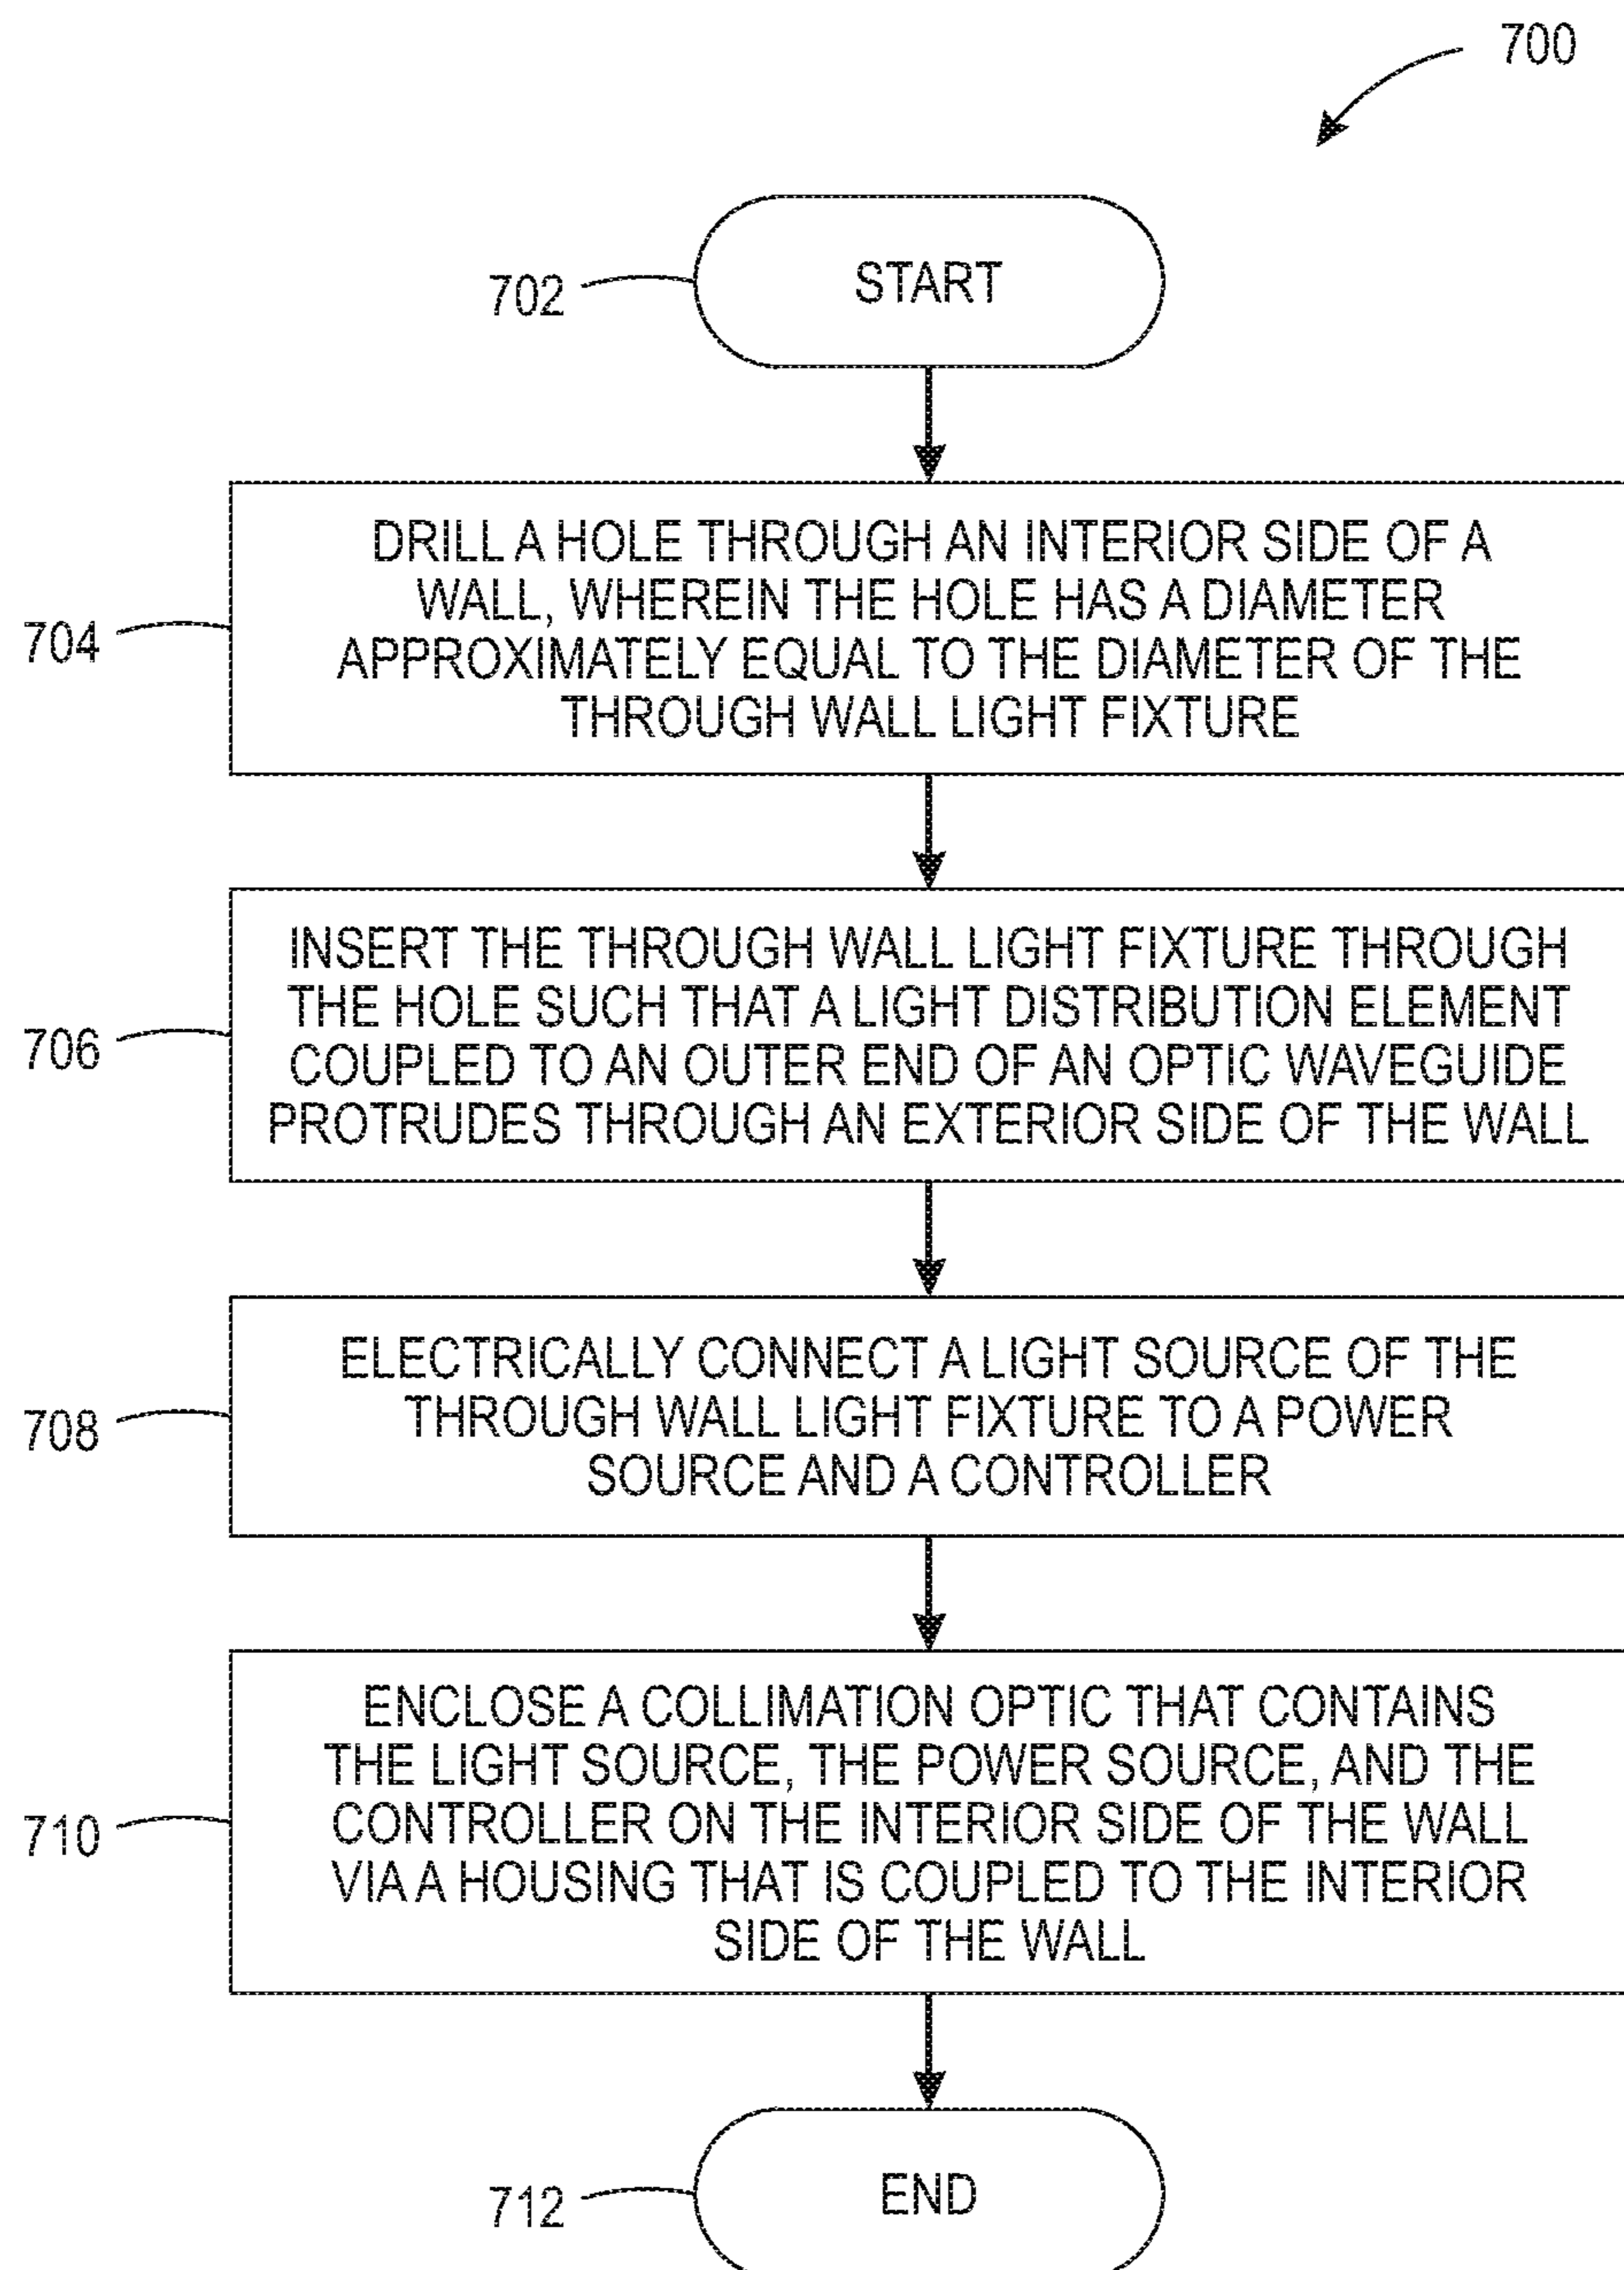 700
702
START
704
DRILL A HOLE THROUGH AN INTERIOR SIDE OF A
WALL, WHEREIN THE HOLE HAS A DIAMETER
APPROXIMATELY EQUAL TO THE DIAMETER OF THE
THROUGH WALL LIGHT FIXTURE
706
INSERT THE THROUGH WALL LIGHT FIXTURE THROUGH
THE HOLE SUCH THAT A LIGHT DISTRIBUTION ELEMENT
COUPLED TO AN OUTER END OF AN OPTIC WAVEGUIDE
PROTRUDES THROUGH AN EXTERIOR SIDE OF THE WALL
708
ELECTRICALLY CONNECT A LIGHT SOURCE OF THE
THROUGH WALL LIGHT FIXTURE TO A POWER
SOURCE AND A CONTROLLER
710
ENCLOSE A COLLIMATION OPTIC THAT CONTAINS
THE LIGHT SOURCE, THE POWER SOURCE, AND THE
CONTROLLER ON THE INTERIOR SIDE OF THE WALL
VIA A HOUSING THAT IS COUPLED TO THE INTERIOR
SIDE OF THE WALL
712
END